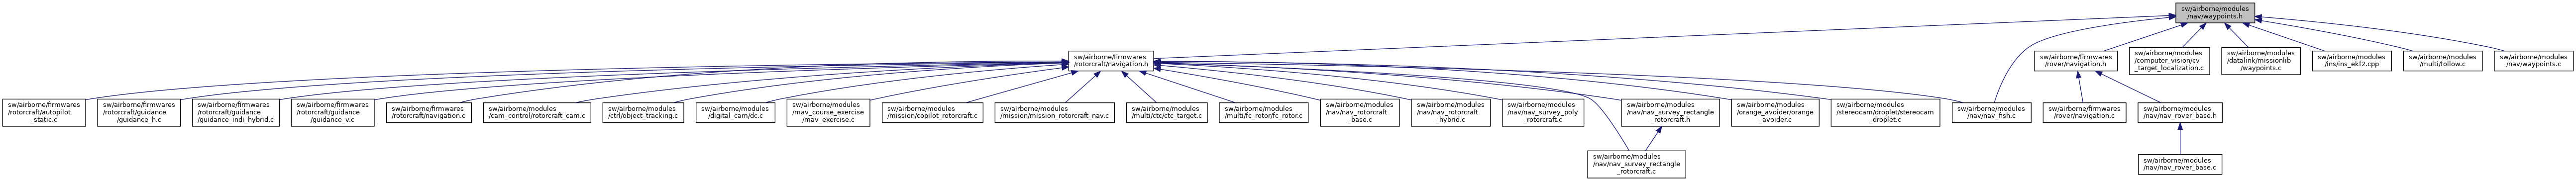 sw/airborne/modules
/nav/waypoints.h
sw/airborne/firmwares
/rotorcraft/navigation.h
sw/airborne/firmwares
/rover/navigation.h
sw/airborne/modules
/computer_vision/cv
_target_localization.c
sw/airborne/modules
/datalink/missionlib
/waypoints.c
sw/airborne/modules
/ins/ins_ekf2.cpp
sw/airborne/modules
/multi/follow.c
sw/airborne/modules
/nav/waypoints.c
sw/airborne/firmwares
/rotorcraft/autopilot
_static.c
sw/airborne/firmwares
/rotorcraft/guidance
/guidance_h.c
sw/airborne/firmwares
/rotorcraft/guidance
/guidance_indi_hybrid.c
sw/airborne/firmwares
/rotorcraft/guidance
/guidance_v.c
sw/airborne/firmwares
/rotorcraft/navigation.c
sw/airborne/modules
/cam_control/rotorcraft_cam.c
sw/airborne/modules
/ctrl/object_tracking.c
sw/airborne/modules
/digital_cam/dc.c
sw/airborne/modules
/mav_course_exercise
/mav_exercise.c
sw/airborne/modules
/mission/copilot_rotorcraft.c
sw/airborne/modules
/mission/mission_rotorcraft_nav.c
sw/airborne/modules
/multi/ctc/ctc_target.c
sw/airborne/modules
/multi/fc_rotor/fc_rotor.c
sw/airborne/modules
/nav/nav_rotorcraft
_base.c
sw/airborne/modules
/nav/nav_rotorcraft
_hybrid.c
sw/airborne/modules
/nav/nav_survey_poly
_rotorcraft.c
sw/airborne/modules
/nav/nav_survey_rectangle
_rotorcraft.h
sw/airborne/modules
/orange_avoider/orange
_avoider.c
sw/airborne/modules
/stereocam/droplet/stereocam
_droplet.c
sw/airborne/modules
/nav/nav_fish.c
sw/airborne/firmwares
/rover/navigation.c
sw/airborne/modules
/nav/nav_rover_base.h
sw/airborne/modules
/nav/nav_survey_rectangle
_rotorcraft.c
sw/airborne/modules
/nav/nav_rover_base.c